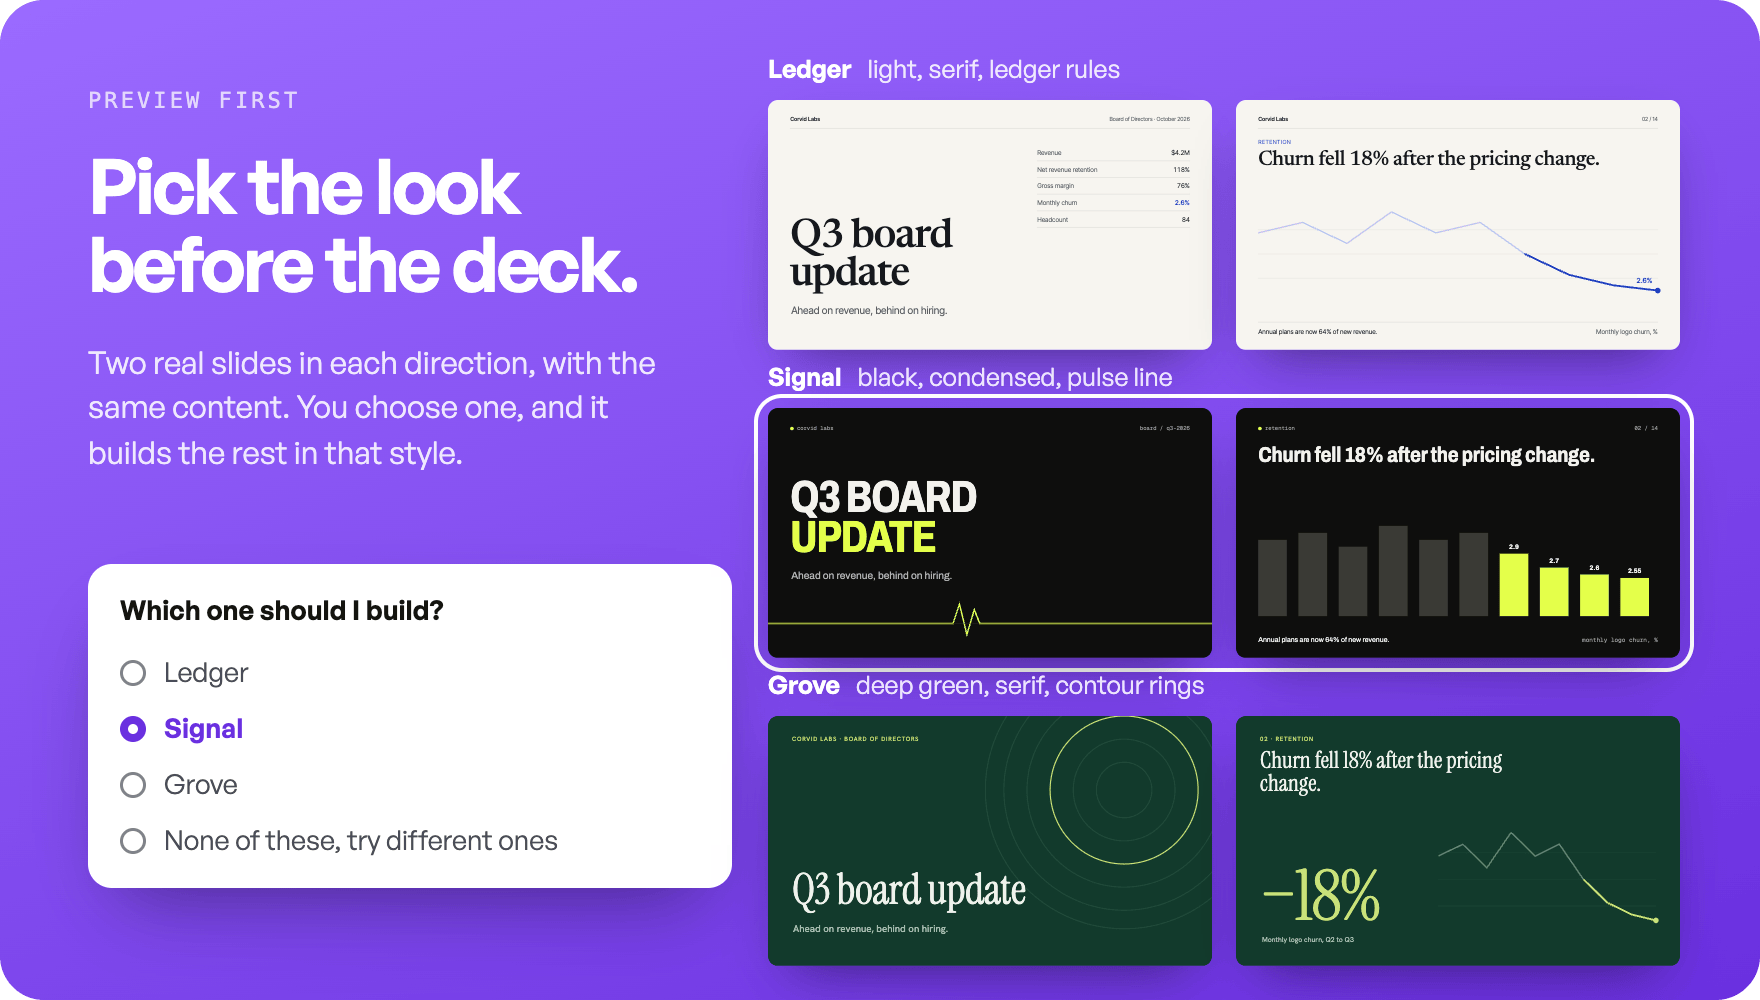 PREVIEW FIRST
Pick the look
before the deck.
Two real slides in each direction, with the
same content. You choose one, and it
builds the rest in that style.
Which one should I build?
Ledger
Signal
Grove
None of these, try different ones
Ledger light, serif, ledger rules
Corvid Labs
Board of Directors · October 2026
Revenue $4.2M
Net revenue retention 118%
Gross margin 76%
Monthly churn 2.6%
Headcount 84
Q3 board
update
Ahead on revenue, behind on hiring.
Corvid Labs
02 / 14
RETENTION
Churn fell 18% after the pricing change.
2.6%
Annual plans are now 64% of new revenue.
Monthly logo churn, %
Signal black, condensed, pulse line
corvid labs
board / q3-2026
Q3 BOARD
UPDATE
Ahead on revenue, behind on hiring.
retention
02 / 14
Churn fell 18% after the pricing change.
2.9
2.7
2.6
2.55
Annual plans are now 64% of new revenue.
monthly logo churn, %
Grove deep green, serif, contour rings
CORVID LABS · BOARD OF DIRECTORS
Q3 board update
Ahead on revenue, behind on hiring.
02 · RETENTION
Churn fell 18% after the pricing
change.
−18%
Monthly logo churn, Q2 to Q3